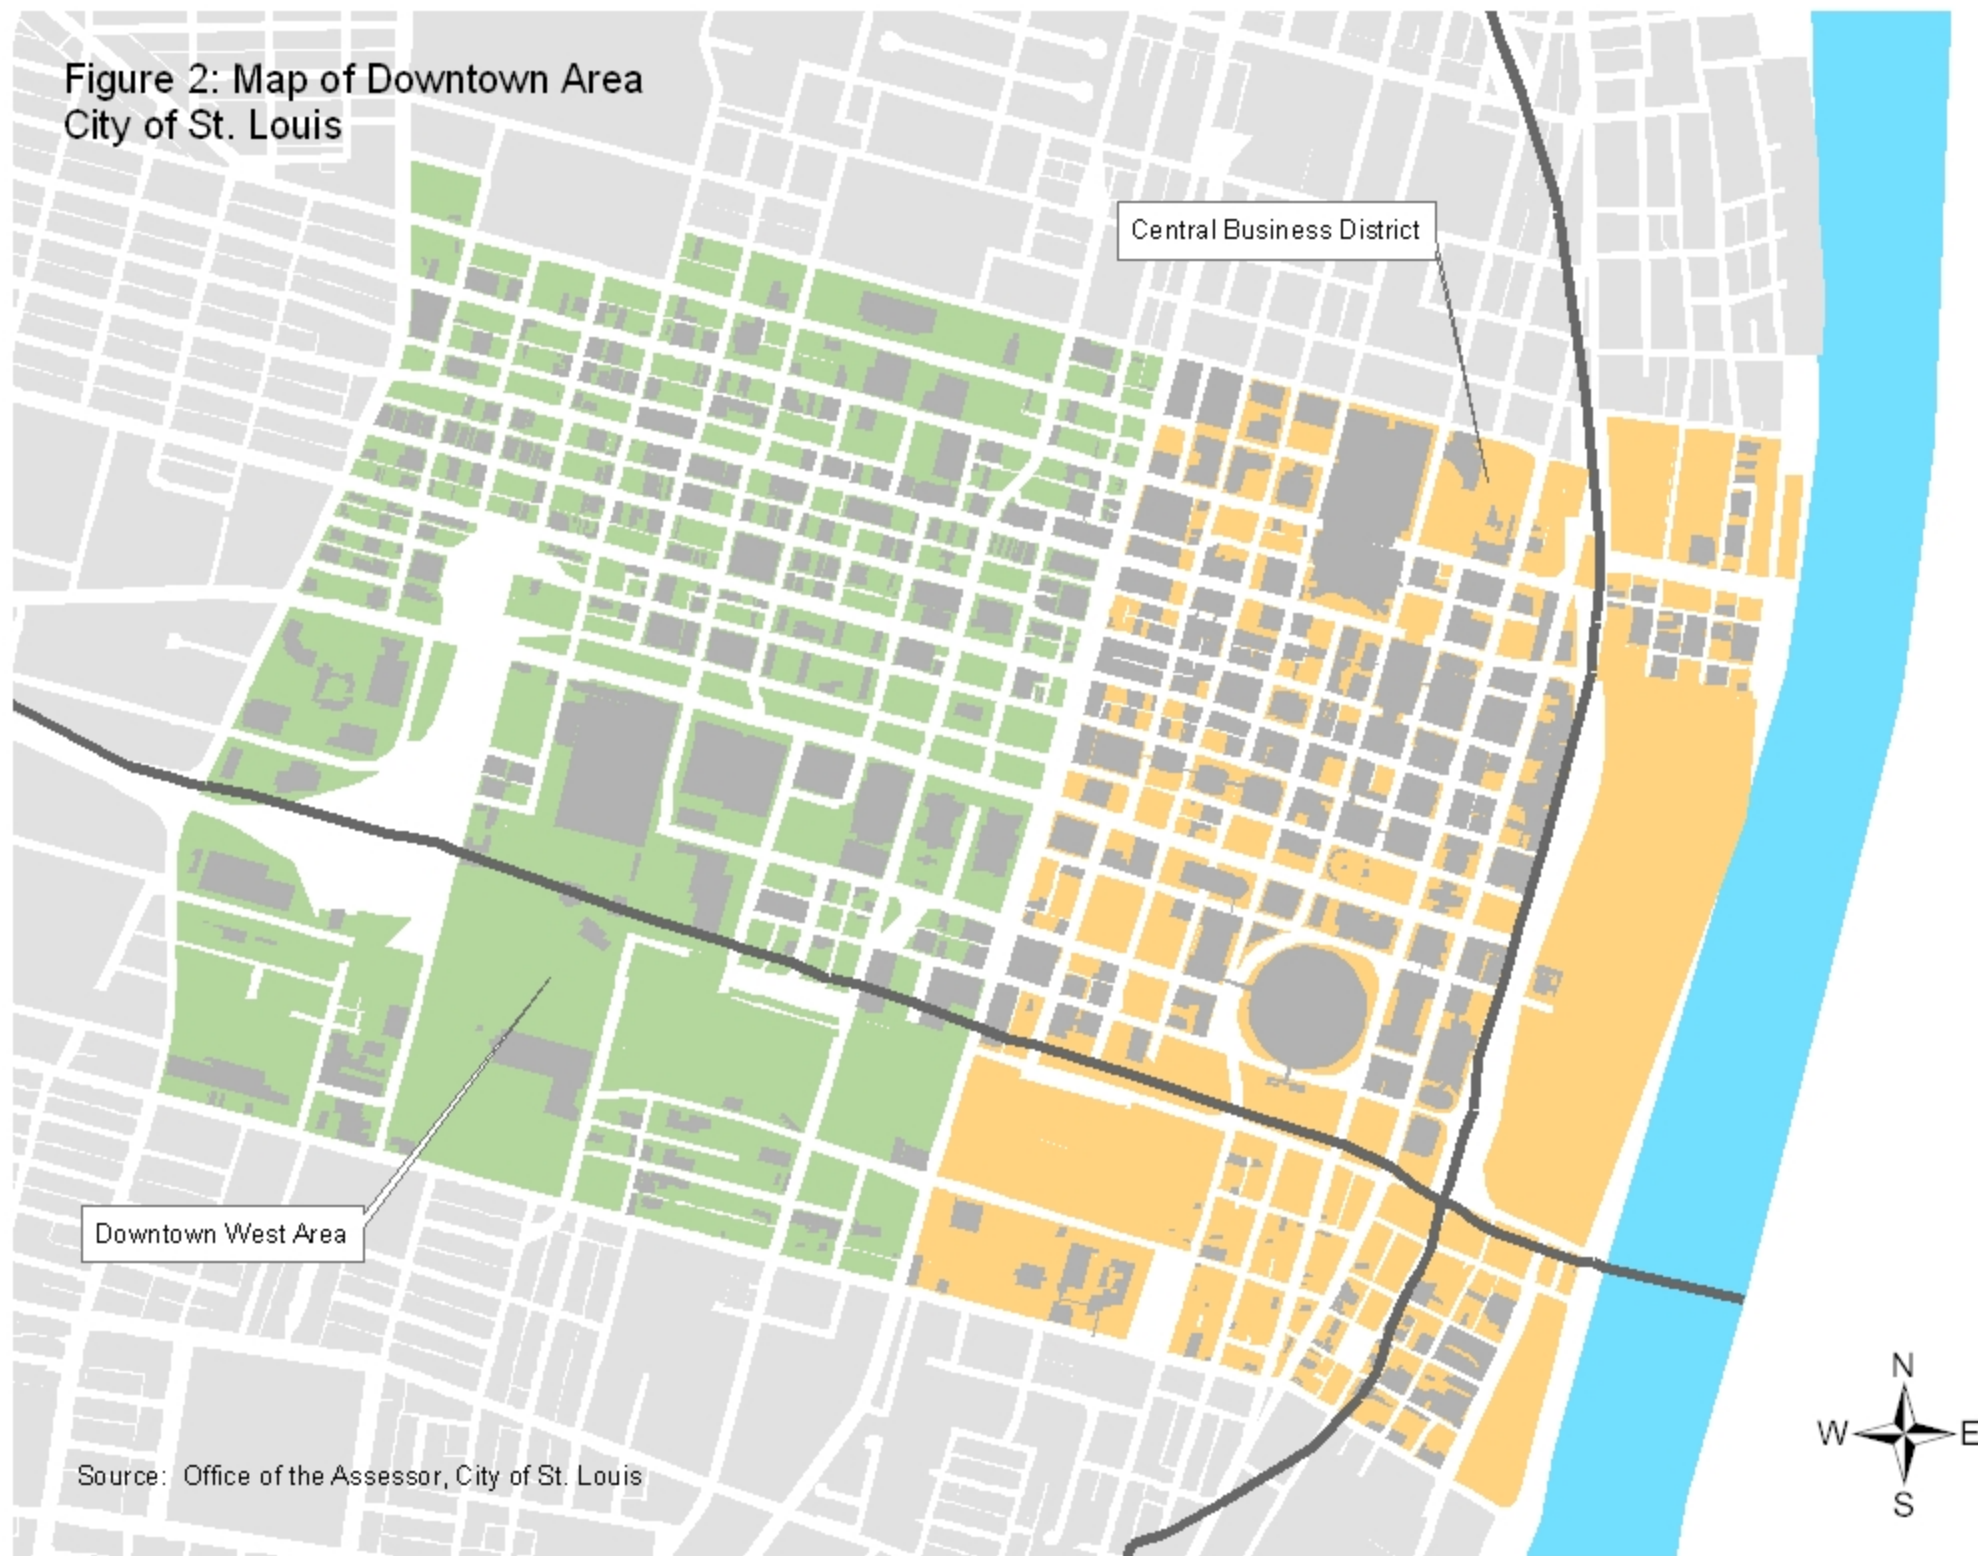 Figure 2: Map of Downtown Area
City of St. Louis
Central Business District
Downtown West Area
Source: Office of the Assessor, City of St. Louis
N
W E
S